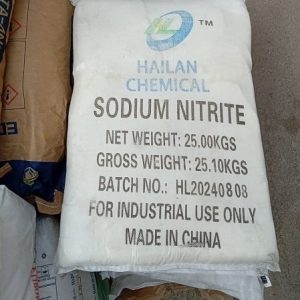 TM
HAILAN
CHEMICAL
SODIUM NITRITE
NET WEIGHT: 25.00KGS
GROSS WEIGHT: 25.10KGS
BATCH NO.: HL20240808
FOR INDUSTRIAL USE ONLY
MADE IN CHINA